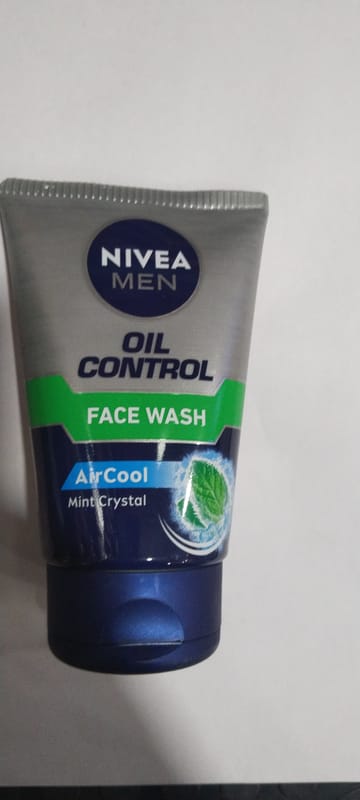 NIVEA
MEN
OIL
CONTROL
FACE WASH
AirCool
Mint Crystal